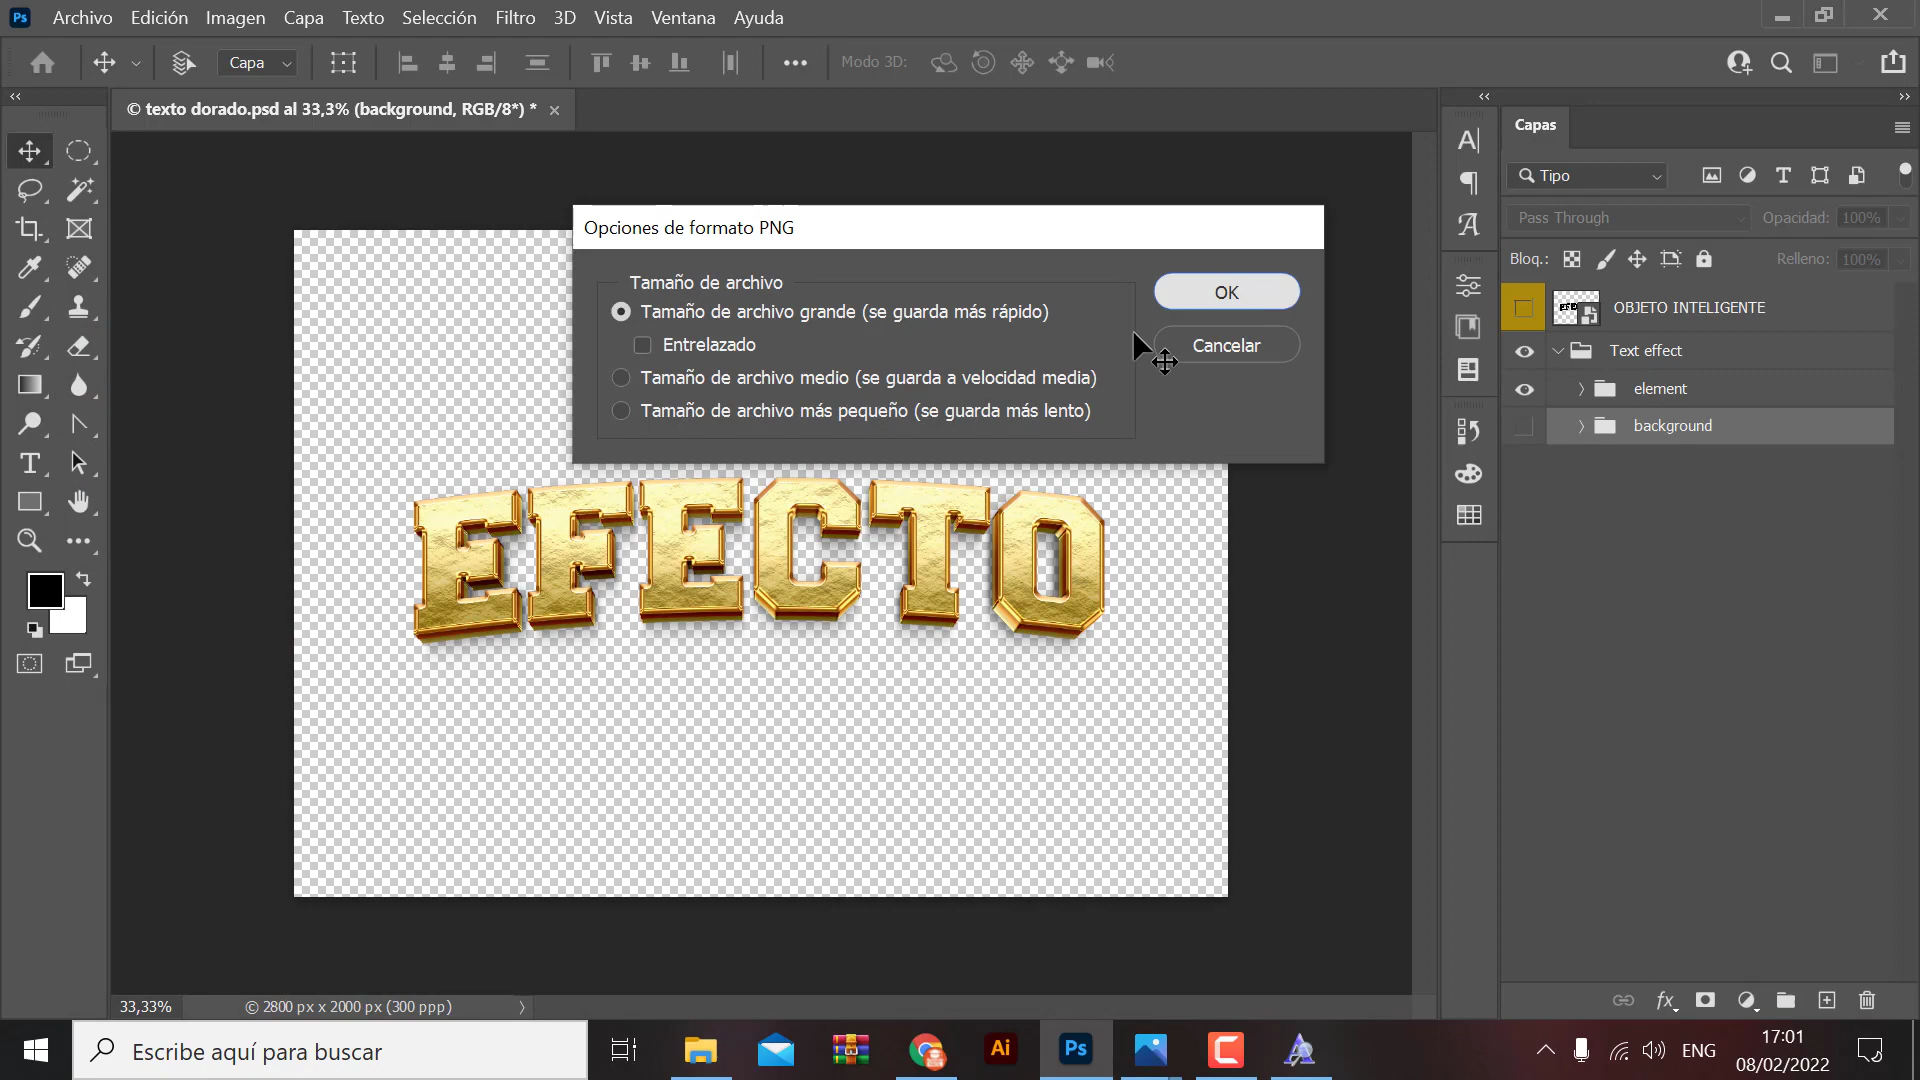 Ps Archivo Edición Imagen Capa Texto Selección Filtro 3D Vista Ventana Ayuda
Capa Modo 3D:
© texto dorado.psd al 33,3% (background, RGB/8*) *
Capas
Tipo
Pass Through Opacidad: 100%
Bloq.: Relleno: 100%
OBJETO INTELIGENTE
Text effect
element
background
Opciones de formato PNG
Tamaño de archivo
Tamaño de archivo grande (se guarda más rápido)
Entrelazado
Tamaño de archivo medio (se guarda a velocidad media)
Tamaño de archivo más pequeño (se guarda más lento)
OK
Cancelar
EFECTO
33,33% © 2800 px x 2000 px (300 ppp)
fx
Escribe aquí para buscar
Ai
Ps
ENG
17:01
08/02/2022